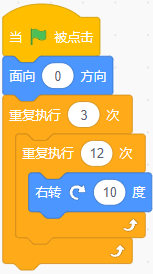 当 被点击
面向 0 方向
重复执行 3 次
重复执行 12 次
右转 10 度